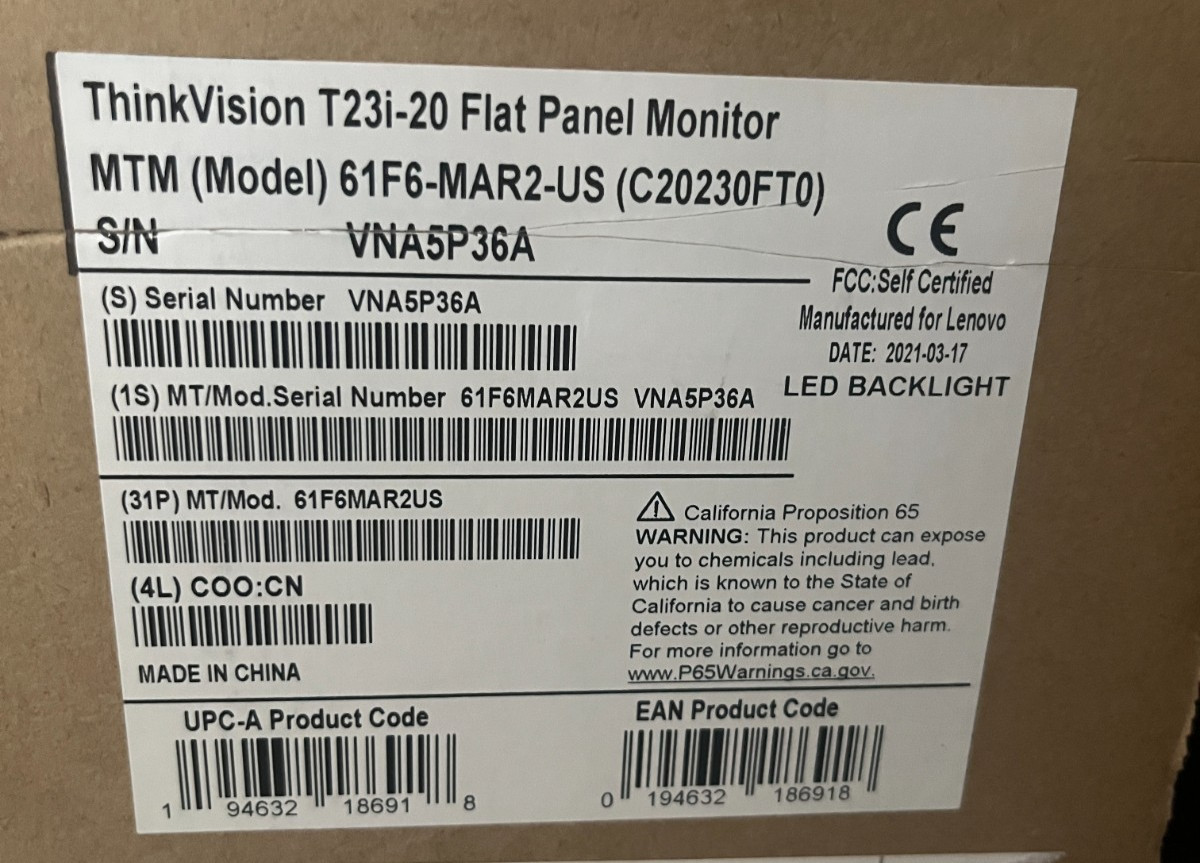 ThinkVision T23i-20 Flat Panel Monitor
MTM (Model) 61F6-MAR2-US (C20230FT0)
S/N VNA5P36A
CE
FCC:Self Certified
Manufactured for Lenovo
DATE: 2021-03-17
LED BACKLIGHT
(S) Serial Number VNA5P36A
(1S) MT/Mod.Serial Number 61F6MAR2US VNA5P36A
(31P) MT/Mod. 61F6MAR2US
(4L) COO:CN
MADE IN CHINA
California Proposition 65
WARNING: This product can expose
you to chemicals including lead,
which is known to the State of
California to cause cancer and birth
defects or other reproductive harm.
For more information go to
www.P65Warnings.ca.gov.
UPC-A Product Code
1 94632 18691 8
EAN Product Code
0 194632 186918